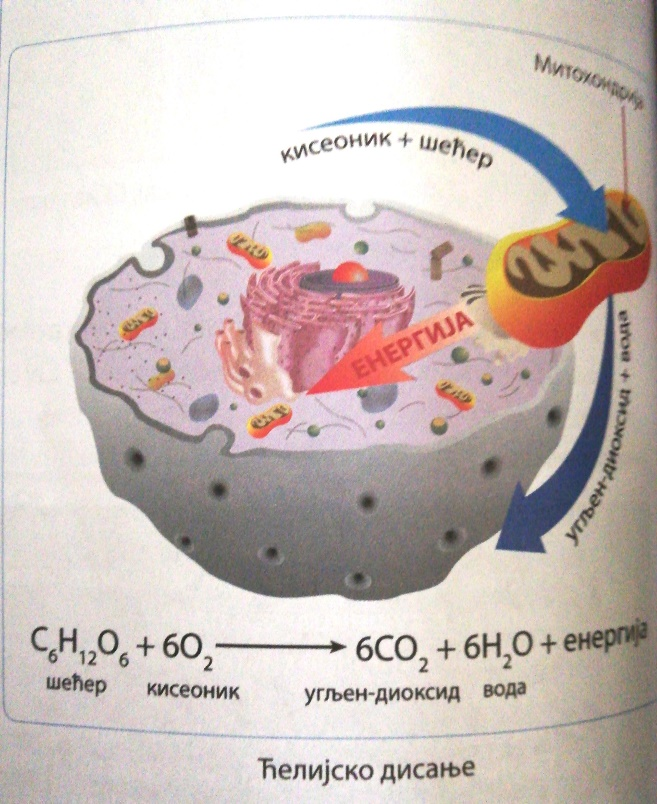 Митохондрија
кисеоник + шећер
ЕНЕРГИЈА
угљен-диоксид + вода
C₆H₁₂O₆ + 6O₂ ⟶ 6CO₂ + 6H₂O + енергија
шећер кисеоник угљен-диоксид вода
Ћелијско дисање